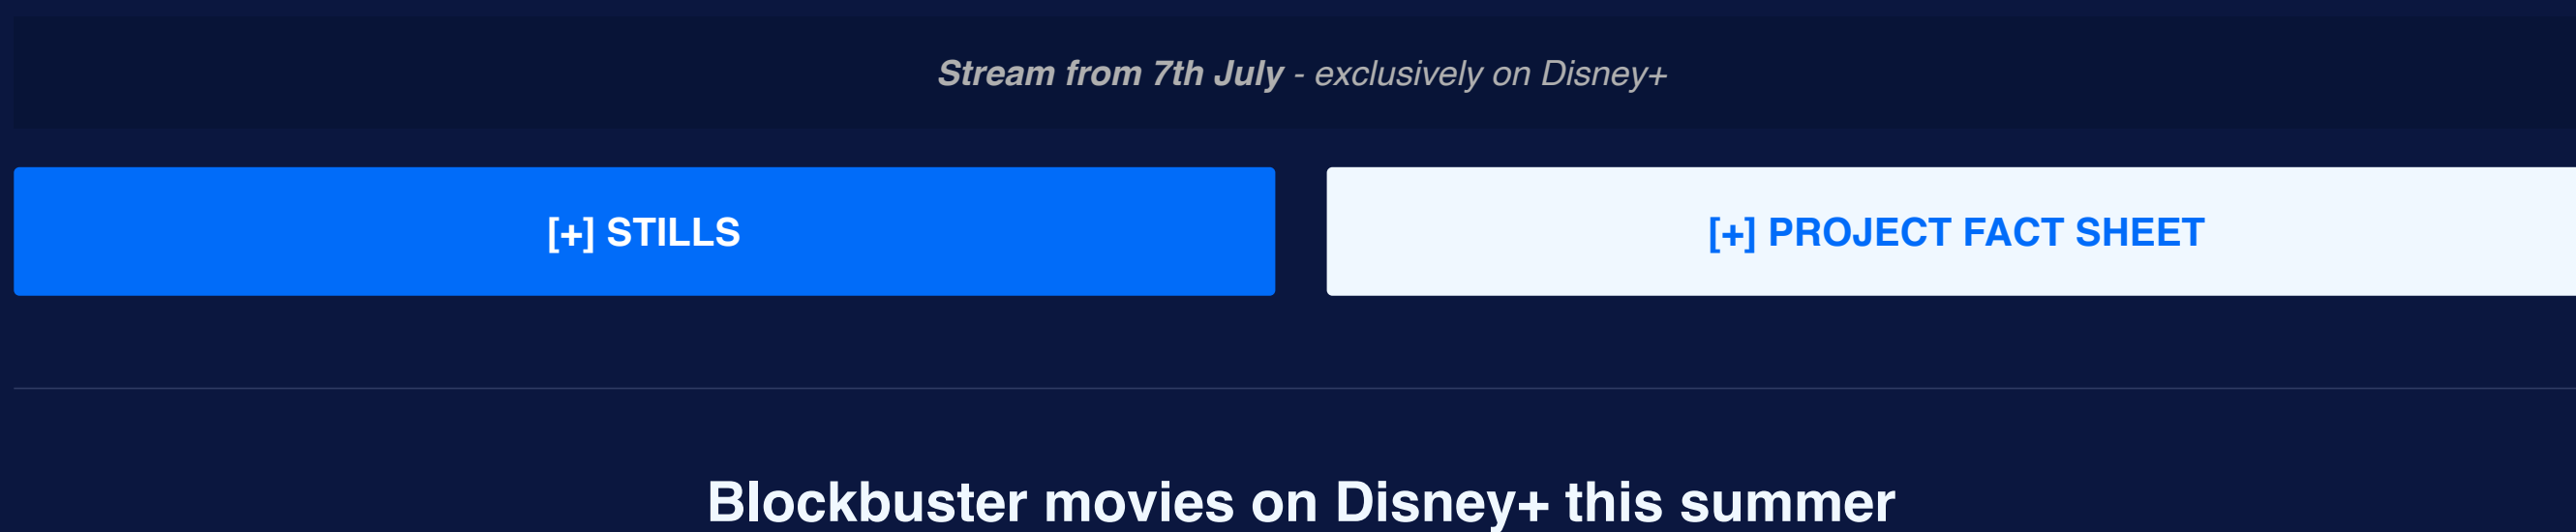 Stream from 7th July - exclusively on Disney+
[+] STILLS
[+] PROJECT FACT SHEET
Blockbuster movies on Disney+ this summer